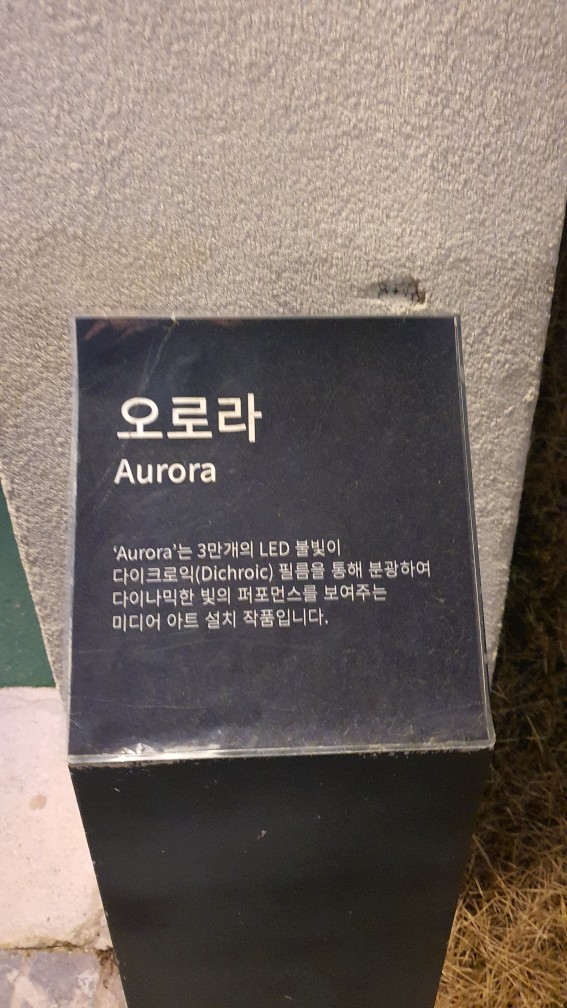 오로라
Aurora
‘Aurora’는 3만개의 LED 불빛이
다이크로익(Dichroic) 필름을 통해 분광하여
다이나믹한 빛의 퍼포먼스를 보여주는
미디어 아트 설치 작품입니다.